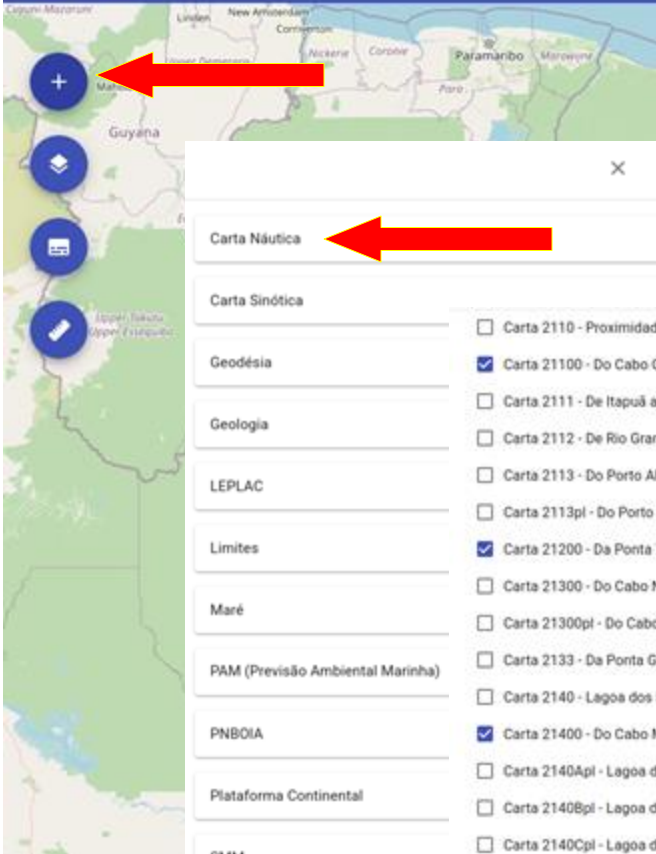 Linden
New Amsterdam
Corriverton
Nickerie
Coronie
Paramaribo
Marowijne
Para
Guyana
Upper Takutu
Upper Essequibo
Carta Náutica
Carta Sinótica
Geodésia
Geologia
LEPLAC
Limites
Maré
PAM (Previsão Ambiental Marinha)
PNBOIA
Plataforma Continental
Carta 2110 - Proximidad
Carta 21100 - Do Cabo
Carta 2111 - De Itapuã a
Carta 2112 - De Rio Gran
Carta 2113 - Do Porto Al
Carta 2113pl - Do Porto
Carta 21200 - Da Ponta
Carta 21300 - Do Cabo
Carta 21300pl - Do Cabo
Carta 2133 - Da Ponta G
Carta 2140 - Lagoa dos
Carta 21400 - Do Cabo
Carta 2140Apl - Lagoa d
Carta 2140Bpl - Lagoa d
Carta 2140Cpl - Lagoa d